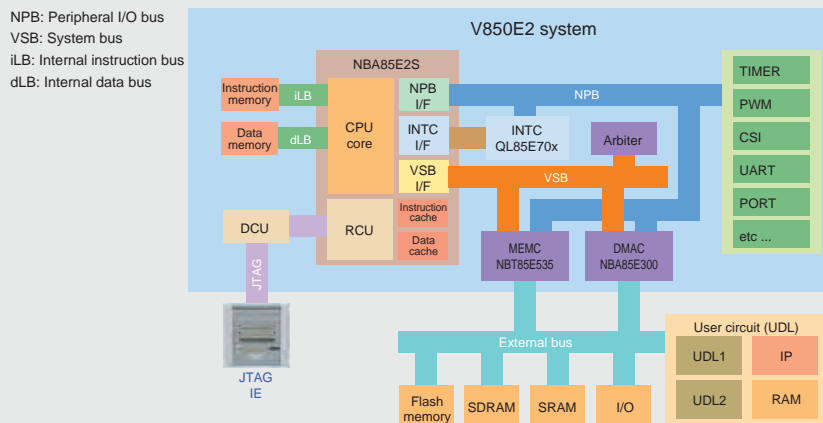 NPB: Peripheral I/O bus
VSB: System bus
iLB: Internal instruction bus
dLB: Internal data bus
V850E2 system
NBA85E2S
Instruction
memory
iLB
Data
memory
dLB
CPU
core
NPB
I/F
INTC
I/F
VSB
I/F
NPB
INTC
QL85E70x
Arbiter
VSB
TIMER
PWM
CSI
UART
PORT
etc ...
DCU
RCU
Instruction
cache
Data
cache
MEMC
NBT85E535
DMAC
NBA85E300
JTAG
JTAG
IE
External bus
Flash
memory
SDRAM
SRAM
I/O
User circuit (UDL)
UDL1
IP
UDL2
RAM